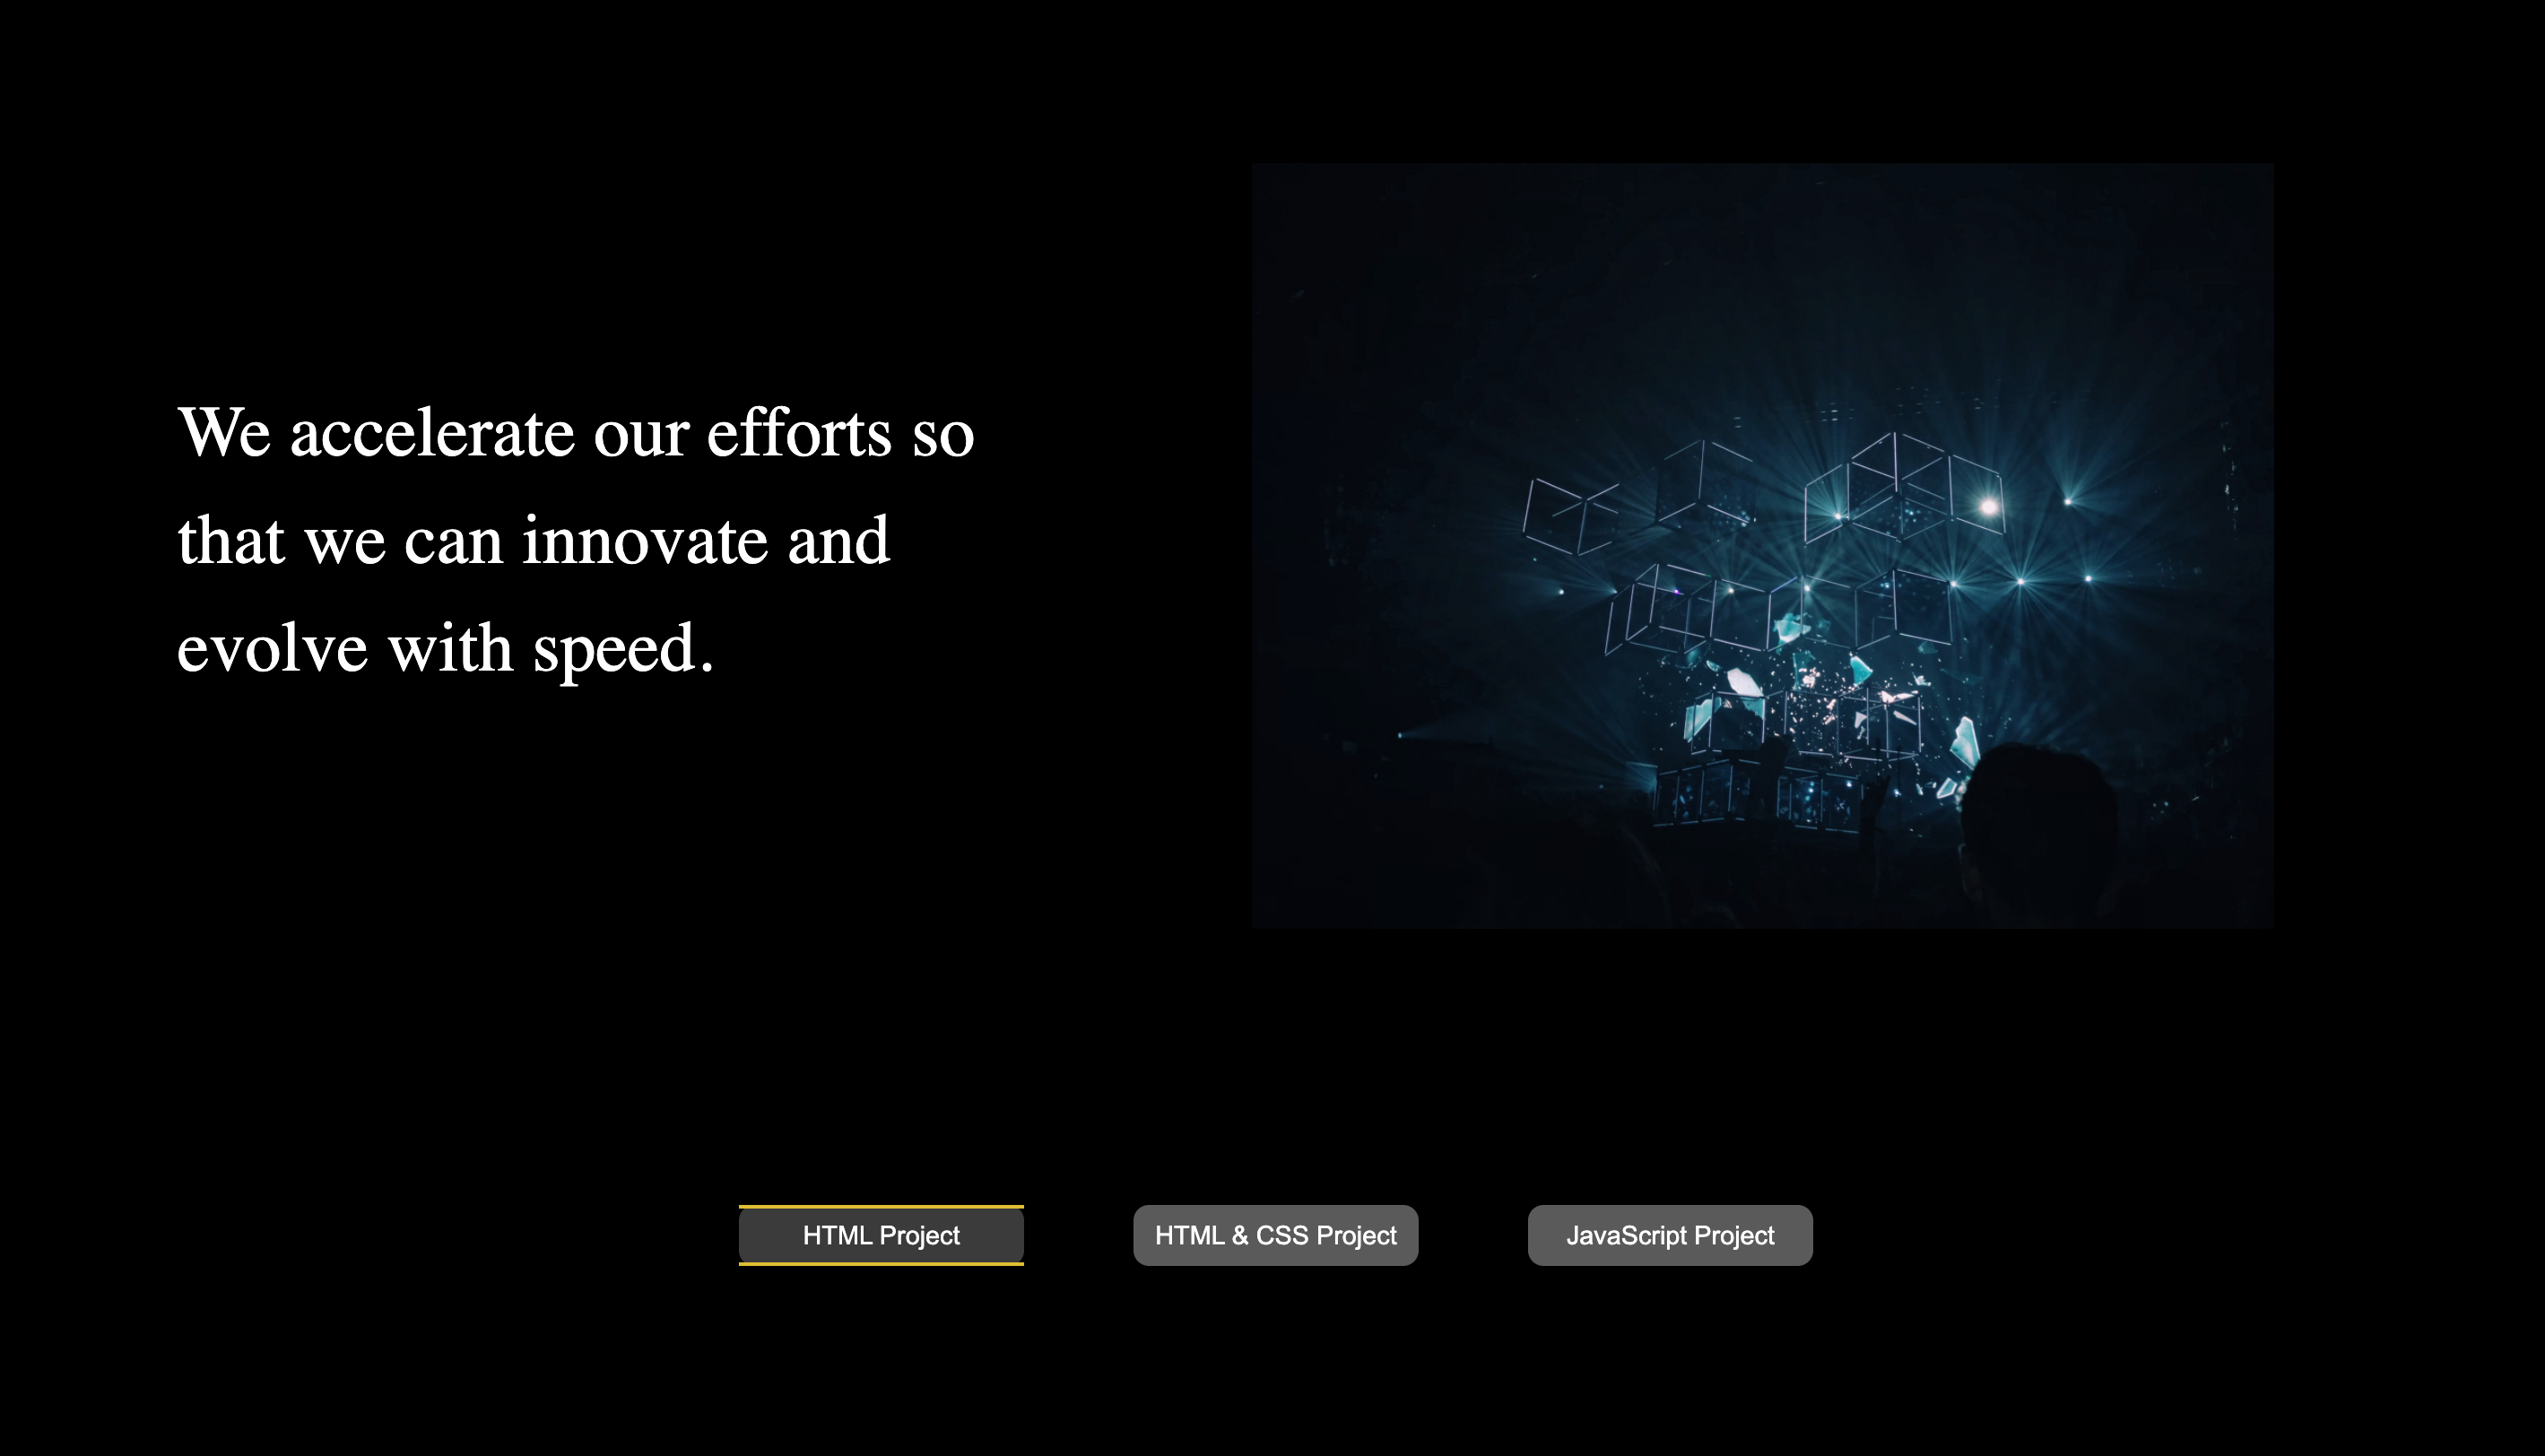 We accelerate our efforts so
that we can innovate and
evolve with speed.
HTML Project
HTML & CSS Project
JavaScript Project